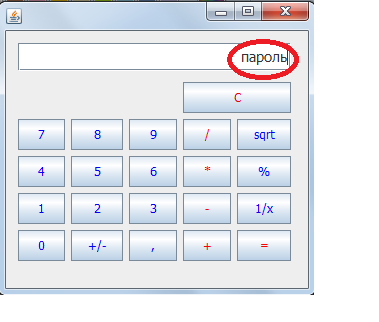 пароль
C
7 8 9 / sqrt
4 5 6 * %
1 2 3 - 1/x
0 +/- , + =